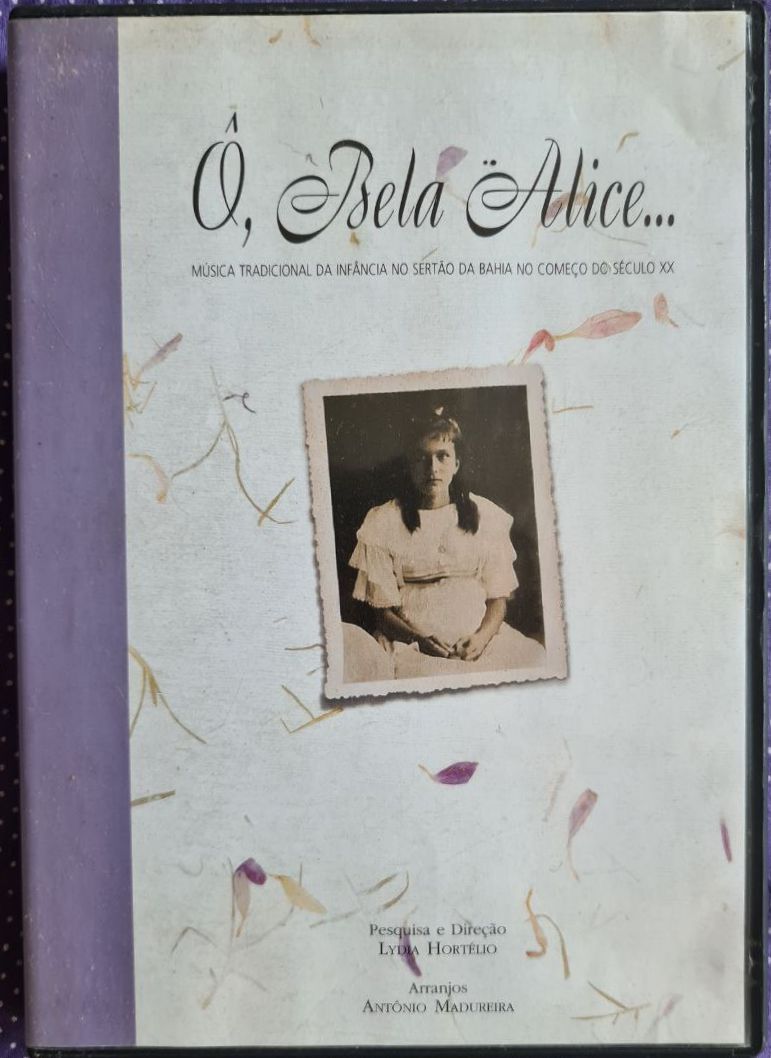 Ô, Bela Alice...
MÚSICA TRADICIONAL DA INFÂNCIA NO SERTÃO DA BAHIA NO COMEÇO DO SÉCULO XX
Pesquisa e Direção
LYDIA HORTÉLIO
Arranjos
ANTÔNIO MADUREIRA